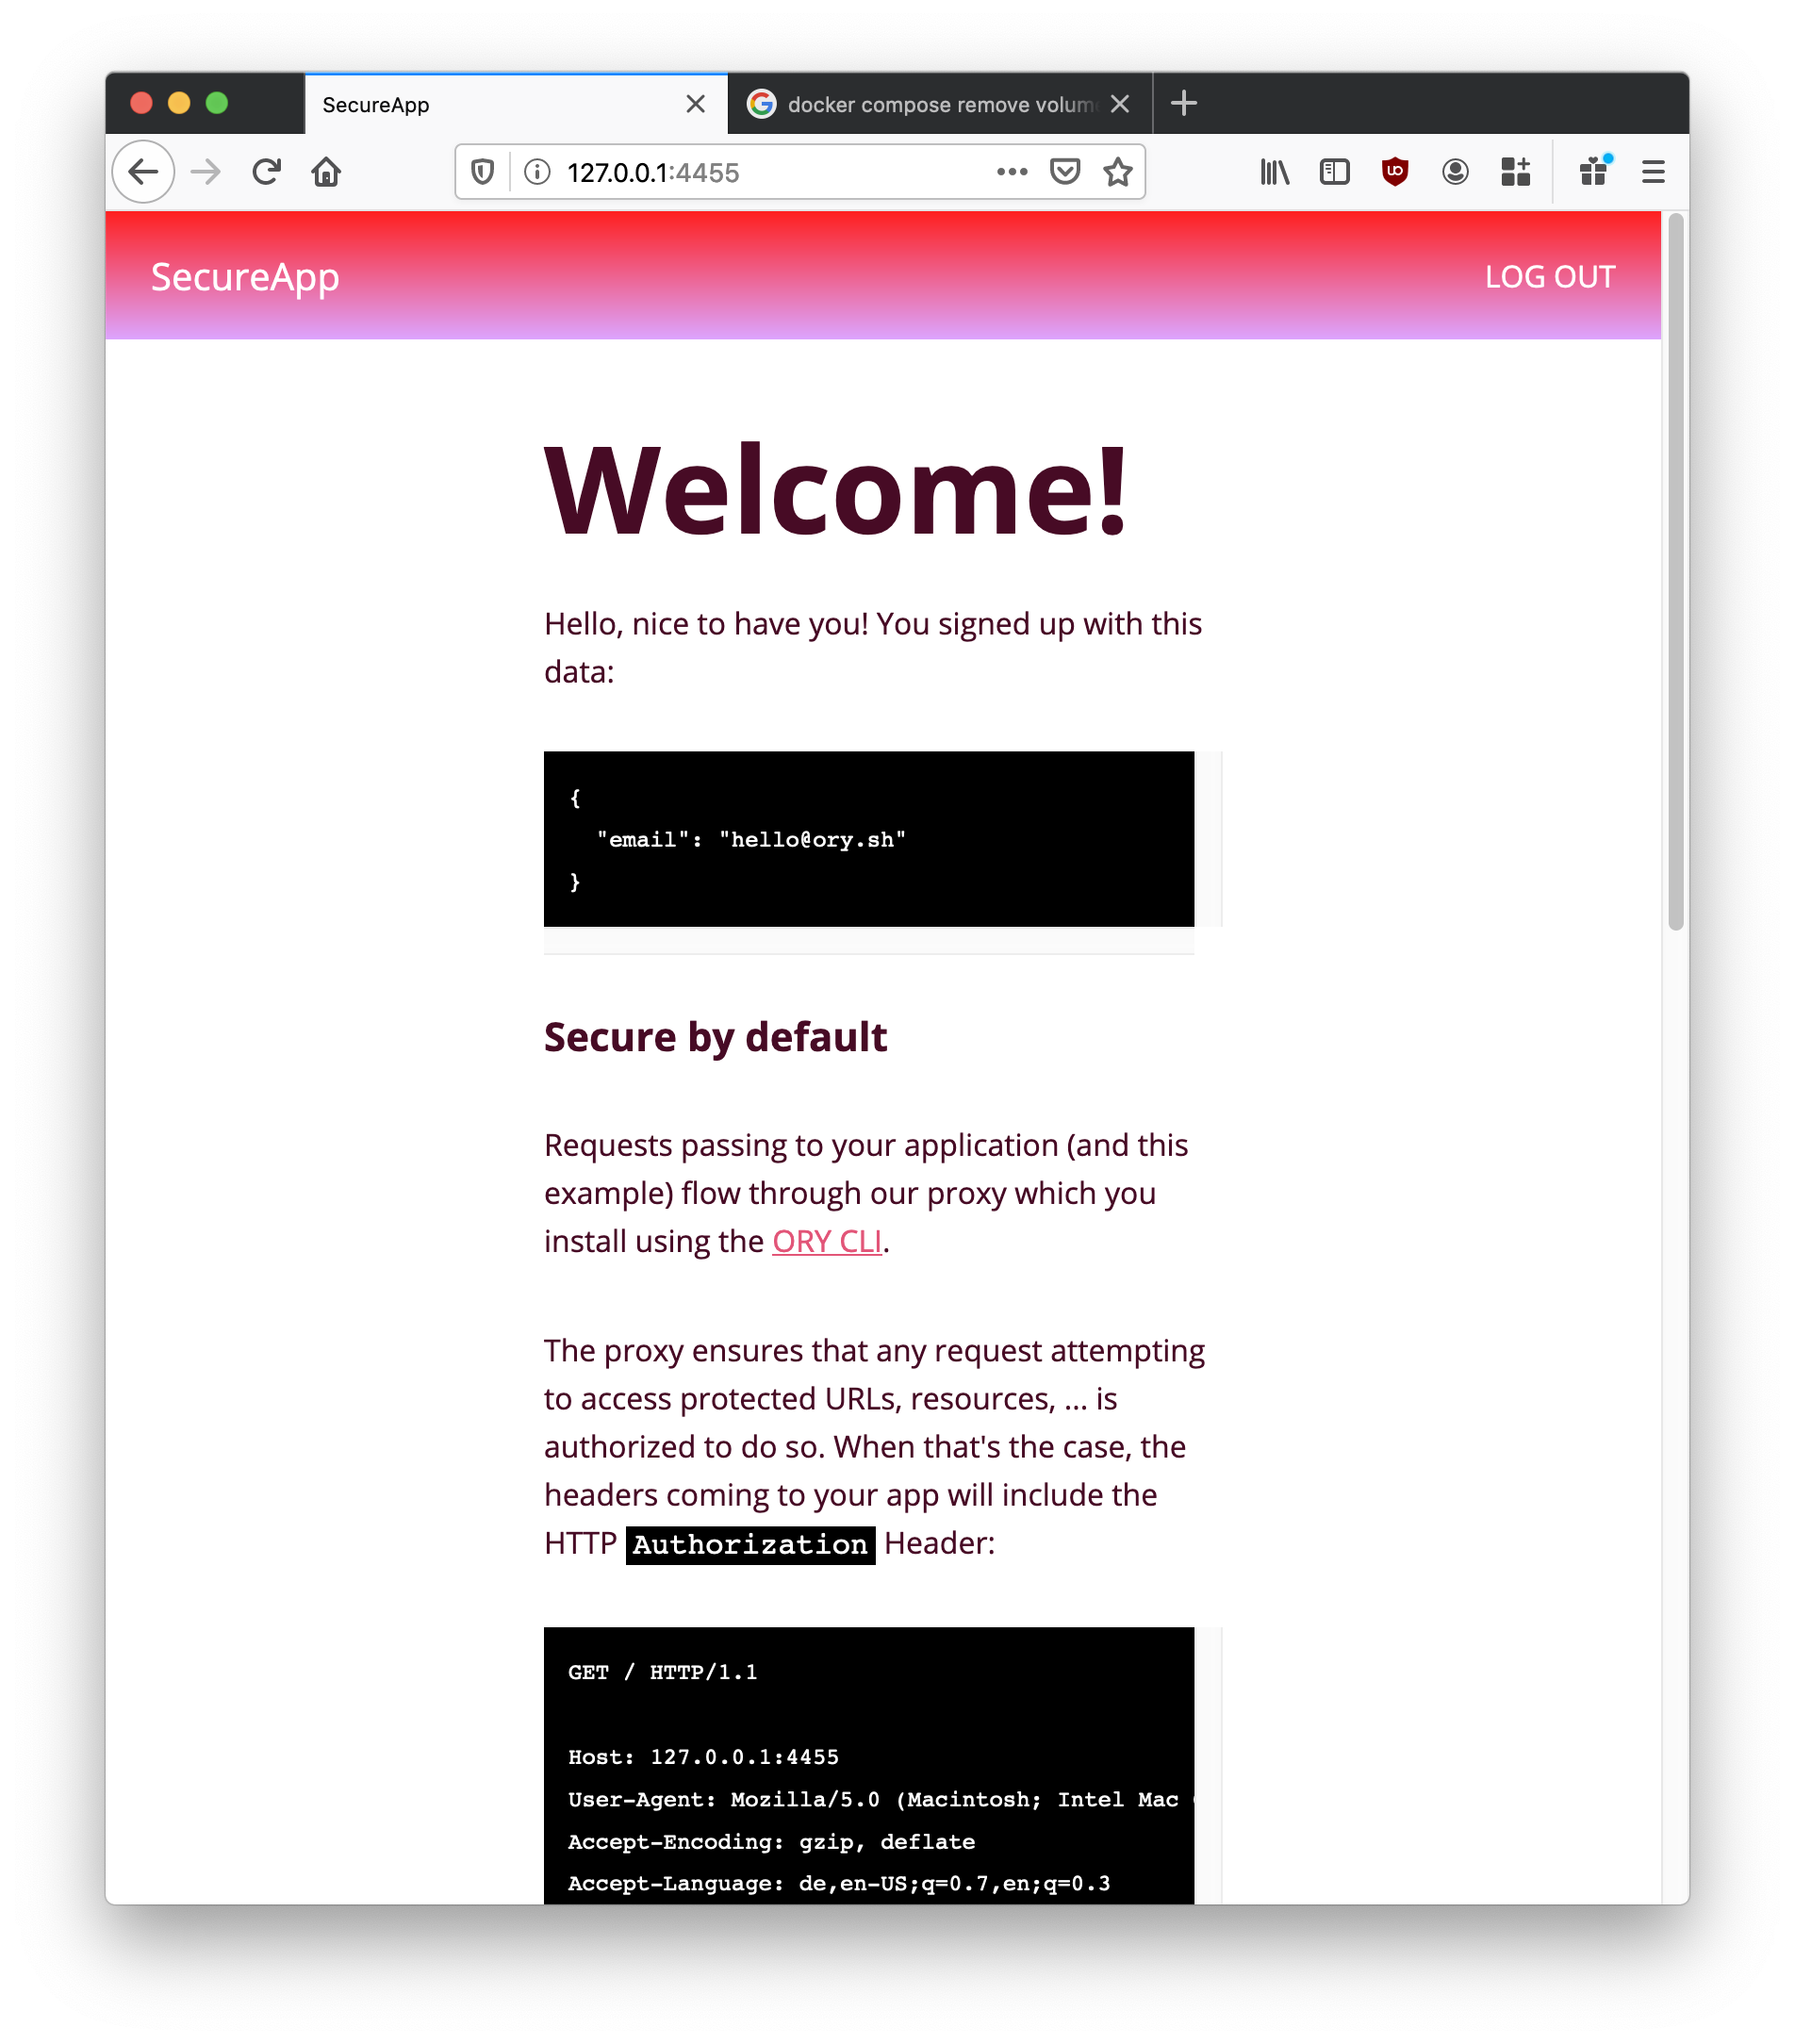 SecureApp
docker compose remove volum
127.0.0.1:4455
SecureApp
LOG OUT
Welcome!
Hello, nice to have you! You signed up with this
data:
{
"email": "hello@ory.sh"
}
Secure by default
Requests passing to your application (and this
example) flow through our proxy which you
install using the ORY CLI.
The proxy ensures that any request attempting
to access protected URLs, resources, ... is
authorized to do so. When that's the case, the
headers coming to your app will include the
HTTP Authorization Header:
GET / HTTP/1.1
Host: 127.0.0.1:4455
User-Agent: Mozilla/5.0 (Macintosh; Intel Mac
Accept-Encoding: gzip, deflate
Accept-Language: de,en-US;q=0.7,en;q=0.3